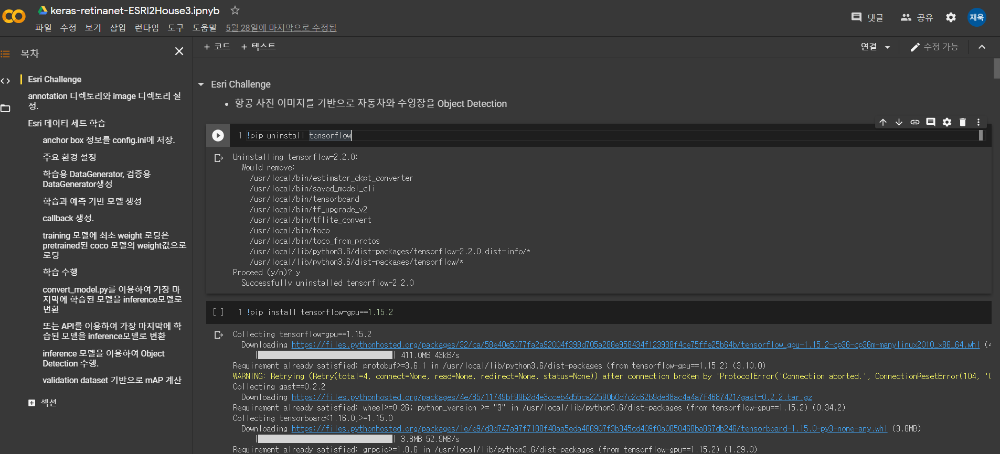 keras-retinanet-ESRI2House3.ipnyb
파일 수정 보기 삽입 런타임 도구 도움말 5월 28일에 마지막으로 수정됨
댓글 공유 재욱
목차
Esri Challenge
annotation 디렉토리와 image 디렉토리 설
정.
Esri 데이터 세트 학습
anchor box 정보를 config.ini에 저장.
주요 환경 설정
학습용 DataGenerator, 검증용
DataGenerator생성
학습과 예측 기반 모델 생성
callback 생성.
training 모델에 최초 weight 로딩은
pretrained된 coco 모델의 weight값으로
로딩
학습 수행
convert_model.py를 이용하여 가장 마
지막에 학습된 모델을 inference모델로
변환
또는 API를 이용하여 가장 마지막에 학
습된 모델을 inference모델로 변환
inference 모델을 이용하여 Object
Detection 수행.
validation dataset 기반으로 mAP 계산
섹션
+ 코드 + 텍스트
연결 수정 가능
Esri Challenge
• 항공 사진 이미지를 기반으로 자동차와 수영장을 Object Detection
1 !pip uninstall tensorflow
Uninstalling tensorflow-2.2.0:
Would remove:
/usr/local/bin/estimator_ckpt_converter
/usr/local/bin/saved_model_cli
/usr/local/bin/tensorboard
/usr/local/bin/tf_upgrade_v2
/usr/local/bin/tflite_convert
/usr/local/bin/toco
/usr/local/bin/toco_from_protos
/usr/local/lib/python3.6/dist-packages/tensorflow-2.2.0.dist-info/*
/usr/local/lib/python3.6/dist-packages/tensorflow/*
Proceed (y/n)? y
Successfully uninstalled tensorflow-2.2.0
[ ] 1 !pip install tensorflow-gpu==1.15.2
Collecting tensorflow-gpu==1.15.2
Downloading https://files.pythonhosted.org/packages/32/ca/58e40e5077fa2a92004f398d705a288e958434f123938f4ce75ffe25b64b/tensorflow_gpu-1.15.2-cp36-cp36m-manylinux2010_x86_64.whl (4
| | 411.0MB 43kB/s
Requirement already satisfied: protobuf>=3.6.1 in /usr/local/lib/python3.6/dist-packages (from tensorflow-gpu==1.15.2) (3.10.0)
WARNING: Retrying (Retry(total=4, connect=None, read=None, redirect=None, status=None)) after connection broken by 'ProtocolError('Connection aborted.', ConnectionResetError(104, 'C
Collecting gast==0.2.2
Downloading https://files.pythonhosted.org/packages/4e/35/11749bf99b2d4e3cceb4d55ca22590b0d7c2c62b9de38ac4a4a7f4687421/gast-0.2.2.tar.gz
Requirement already satisfied: wheel>=0.26; python_version >= "3" in /usr/local/lib/python3.6/dist-packages (from tensorflow-gpu==1.15.2) (0.34.2)
Collecting tensorboard<1.16.0,>=1.15.0
Downloading https://files.pythonhosted.org/packages/1e/e9/d3d747a97f7188f48aa5eda486907f3b345cd409f0a0850468ba867db246/tensorboard-1.15.0-py3-none-any.whl (3.8MB)
| | 3.8MB 52.9MB/s
Requirement already satisfied: grpcio>=1.8.6 in /usr/local/lib/python3.6/dist-packages (from tensorflow-gpu==1.15.2) (1.29.0)